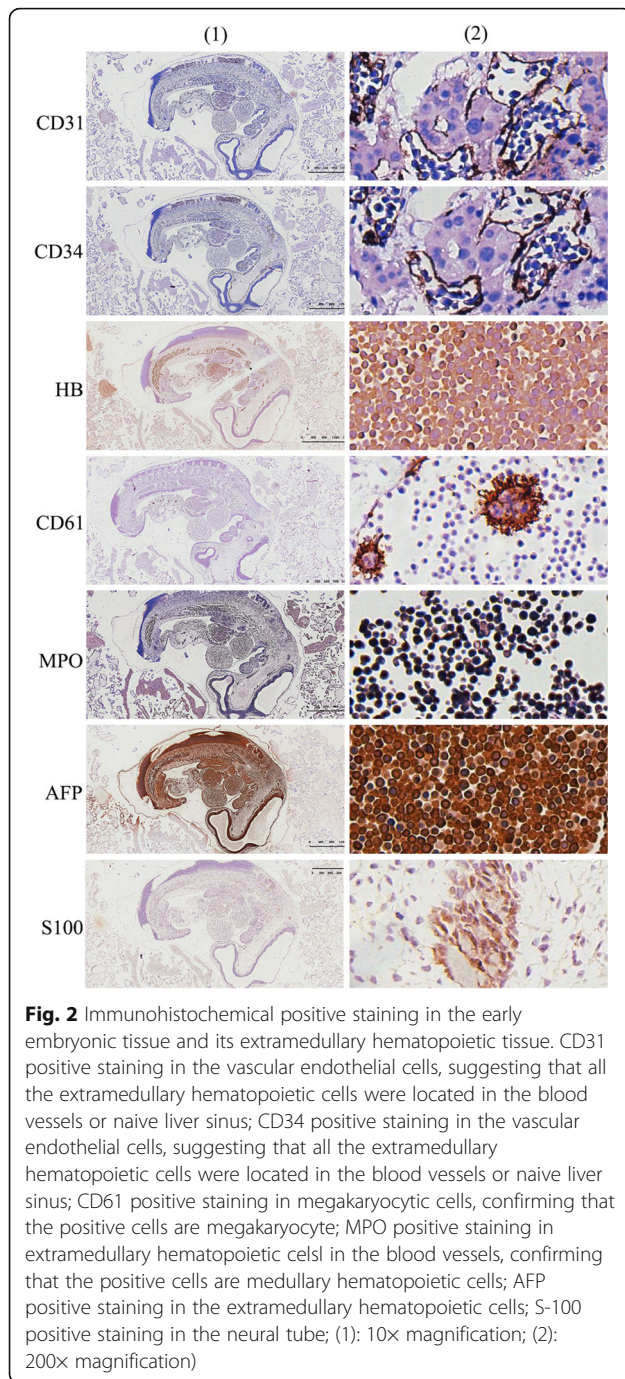 (1) (2)
CD31
CD34
HB
CD61
MPO
AFP
S100
Fig. 2 Immunohistochemical positive staining in the early
embryonic tissue and its extramedullary hematopoietic tissue. CD31
positive staining in the vascular endothelial cells, suggesting that all
the extramedullary hematopoietic cells were located in the blood
vessels or naive liver sinus; CD34 positive staining in the vascular
endothelial cells, suggesting that all the extramedullary
hematopoietic cells were located in the blood vessels or naive liver
sinus; CD61 positive staining in megakaryocytic cells, confirming that
the positive cells are megakaryocyte; MPO positive staining in
extramedullary hematopoietic celsl in the blood vessels, confirming
that the positive cells are medullary hematopoietic cells; AFP
positive staining in the extramedullary hematopoietic cells; S-100
positive staining in the neural tube; (1): 10× magnification; (2):
200× magnification)